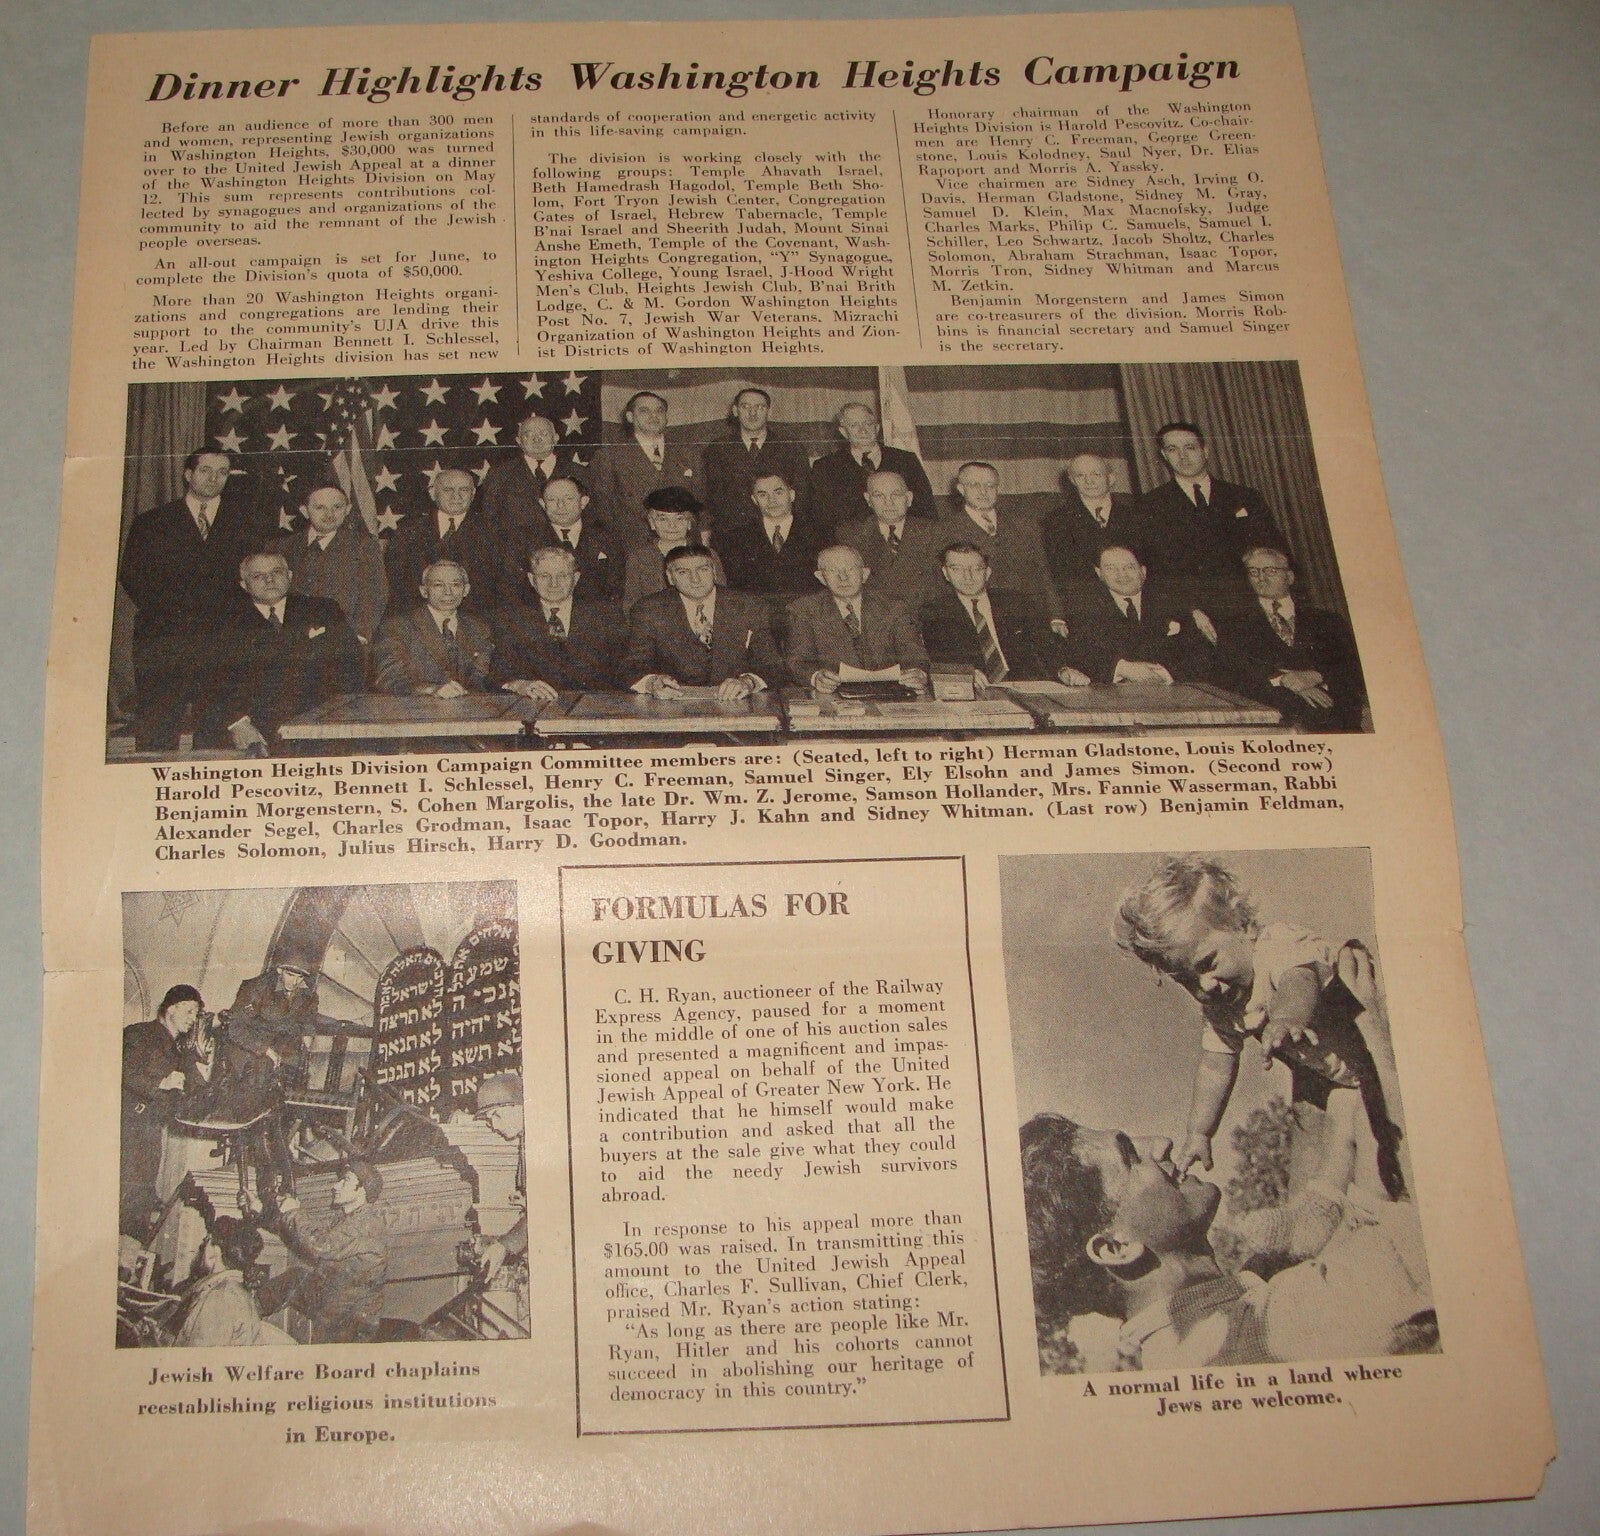 Dinner Highlights Washington Heights Campaign
Before an audience of more than 300 men
and women, representing Jewish organizations
in Washington Heights, $30,000 was turned
over to the United Jewish Appeal at a dinner
of the Washington Heights Division on May
12. This sum represents contributions col-
lected by synagogues and organizations of the
community to aid the remnant of the Jewish
people overseas.
An all-out campaign is set for June, to
complete the Division's quota of $50,000.
More than 20 Washington Heights organi-
zations and congregations are lending their
support to the community's UJA drive this
year. Led by Chairman Bennett I. Schlessel,
the Washington Heights division has set new
standards of cooperation and energetic activity
in this life-saving campaign.
The division is working closely with the
following groups: Temple Ahavath Israel,
Beth Hamedrash Hagodol, Temple Beth Sho-
lom, Fort Tryon Jewish Center, Congregation
Gates of Israel, Hebrew Tabernacle, Temple
B'nai Israel and Sheerith Judah, Mount Sinai
Anshe Emeth, Temple of the Covenant, Wash-
ington Heights Congregation, "Y" Synagogue,
Yeshiva College, Young Israel, J-Hood Wright
Men's Club, Heights Jewish Club, B'nai Brith
Lodge, C. & M. Gordon Washington Heights
Post No. 7, Jewish War Veterans. Mizrachi
Organization of Washington Heights and Zion-
ist Districts of Washington Heights.
Honorary chairman of the Washington
Heights Division is Harold Pescovitz. Co-chair-
men are Henry C. Freeman, George Green-
stone, Louis Kolodney, Saul Nyer, Dr. Elias
Rapoport and Morris A. Yassky.
Vice chairmen are Sidney Asch, Irving O.
Davis, Herman Gladstone, Sidney M. Gray,
Samuel D. Klein, Max Macnofsky, Judge
Charles Marks, Philip C. Samuels, Samuel I.
Schiller, Leo Schwartz, Jacob Sholtz, Charles
Solomon, Abraham Strachman, Isaac Topor,
Morris Tron, Sidney Whitman and Marcus
M. Zetkin.
Benjamin Morgenstern and James Simon
are co-treasurers of the division. Morris Rob-
bins is financial secretary and Samuel Singer
is the secretary.
Washington Heights Division Campaign Committee members are: (Seated, left to right) Herman Gladstone, Louis Kolodney,
Harold Pescovitz, Bennett I. Schlessel, Henry C. Freeman, Samuel Singer, Ely Elsohn and James Simon. (Second row)
Benjamin Morgenstern, S. Cohen Margolis, the late Dr. Wm. Z. Jerome, Samson Hollander, Mrs. Fannie Wasserman, Rabbi
Alexander Segel, Charles Grodman, Isaac Topor, Harry J. Kahn and Sidney Whitman. (Last row) Benjamin Feldman,
Charles Solomon, Julius Hirsch, Harry D. Goodman.
שמע
לא תרצח
לא תנאף
לא תגנב
Jewish Welfare Board chaplains
reestablishing religious institutions
in Europe.
FORMULAS FOR
GIVING
C. H. Ryan, auctioneer of the Railway
Express Agency, paused for a moment
in the middle of one of his auction sales
and presented a magnificent and impas-
sioned appeal on behalf of the United
Jewish Appeal of Greater New York. He
indicated that he himself would make
a contribution and asked that all the
buyers at the sale give what they could
to aid the needy Jewish survivors
abroad.
In response to his appeal more than
$165.00 was raised. In transmitting this
amount to the United Jewish Appeal
office, Charles F. Sullivan, Chief Clerk,
praised Mr. Ryan's action stating:
"As long as there are people like Mr.
Ryan, Hitler and his cohorts cannot
succeed in abolishing our heritage of
democracy in this country."
A normal life in a land where
Jews are welcome.